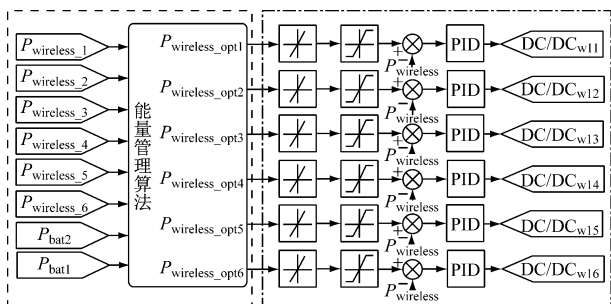 P_wireless_1
P_wireless_2
P_wireless_3
P_wireless_4
P_wireless_5
P_wireless_6
P_bat2
P_bat1
能量管理算法
P_wireless_opt1
P_wireless_opt2
P_wireless_opt3
P_wireless_opt4
P_wireless_opt5
P_wireless_opt6
+ − P_wireless PID DC/DC_w11
+ − P_wireless PID DC/DC_w12
+ − P_wireless PID DC/DC_w13
+ − P_wireless PID DC/DC_w14
+ − P_wireless PID DC/DC_w15
+ − P_wireless PID DC/DC_w16